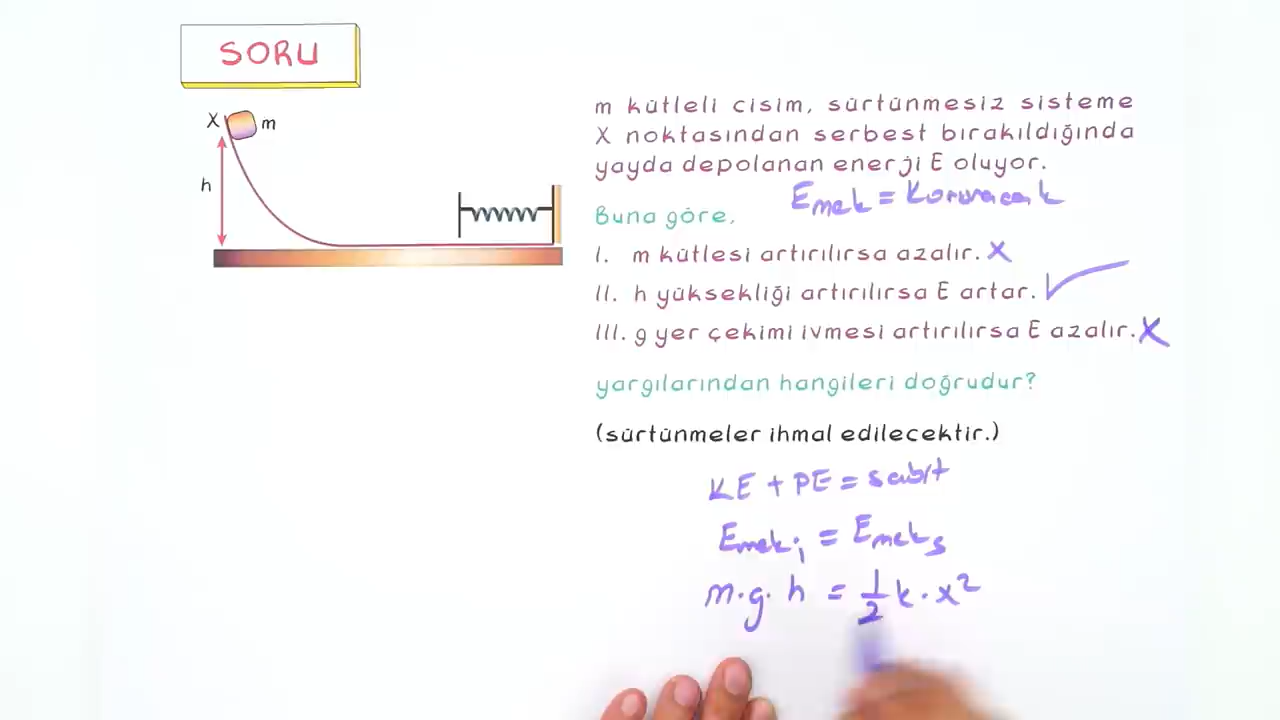 SORU
X
m
h
m kütleli cisim, sürtünmesiz sisteme
X noktasından serbest bırakıldığında
yayda depolanan enerji E oluyor.
Emek = Korunacak
Buna göre,
I. m kütlesi artırılırsa azalır. X
II. h yüksekliği artırılırsa E artar. ✓
III. g yer çekimi ivmesi artırılırsa E azalır. X
yargılarından hangileri doğrudur?
(sürtünmeler ihmal edilecektir.)
KE + PE = sabit
Emek i = Emek s
m.g.h = 1/2 k.x²